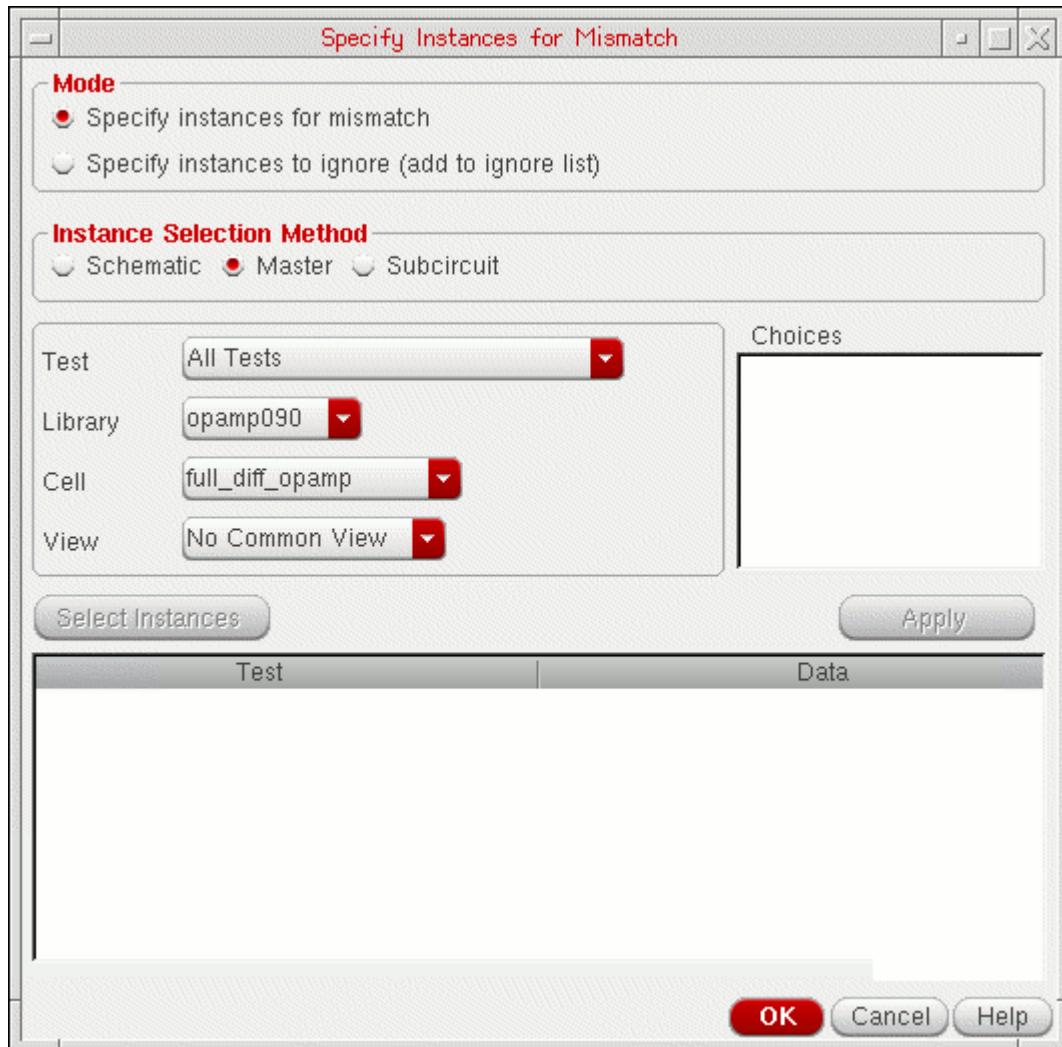 Specify Instances for Mismatch
Mode
Specify instances for mismatch
Specify instances to ignore (add to ignore list)
Instance Selection Method
Schematic Master Subcircuit
Test All Tests
Choices
Library opamp090
Cell full_diff_opamp
View No Common View
Select Instances Apply
Test Data
OK Cancel Help